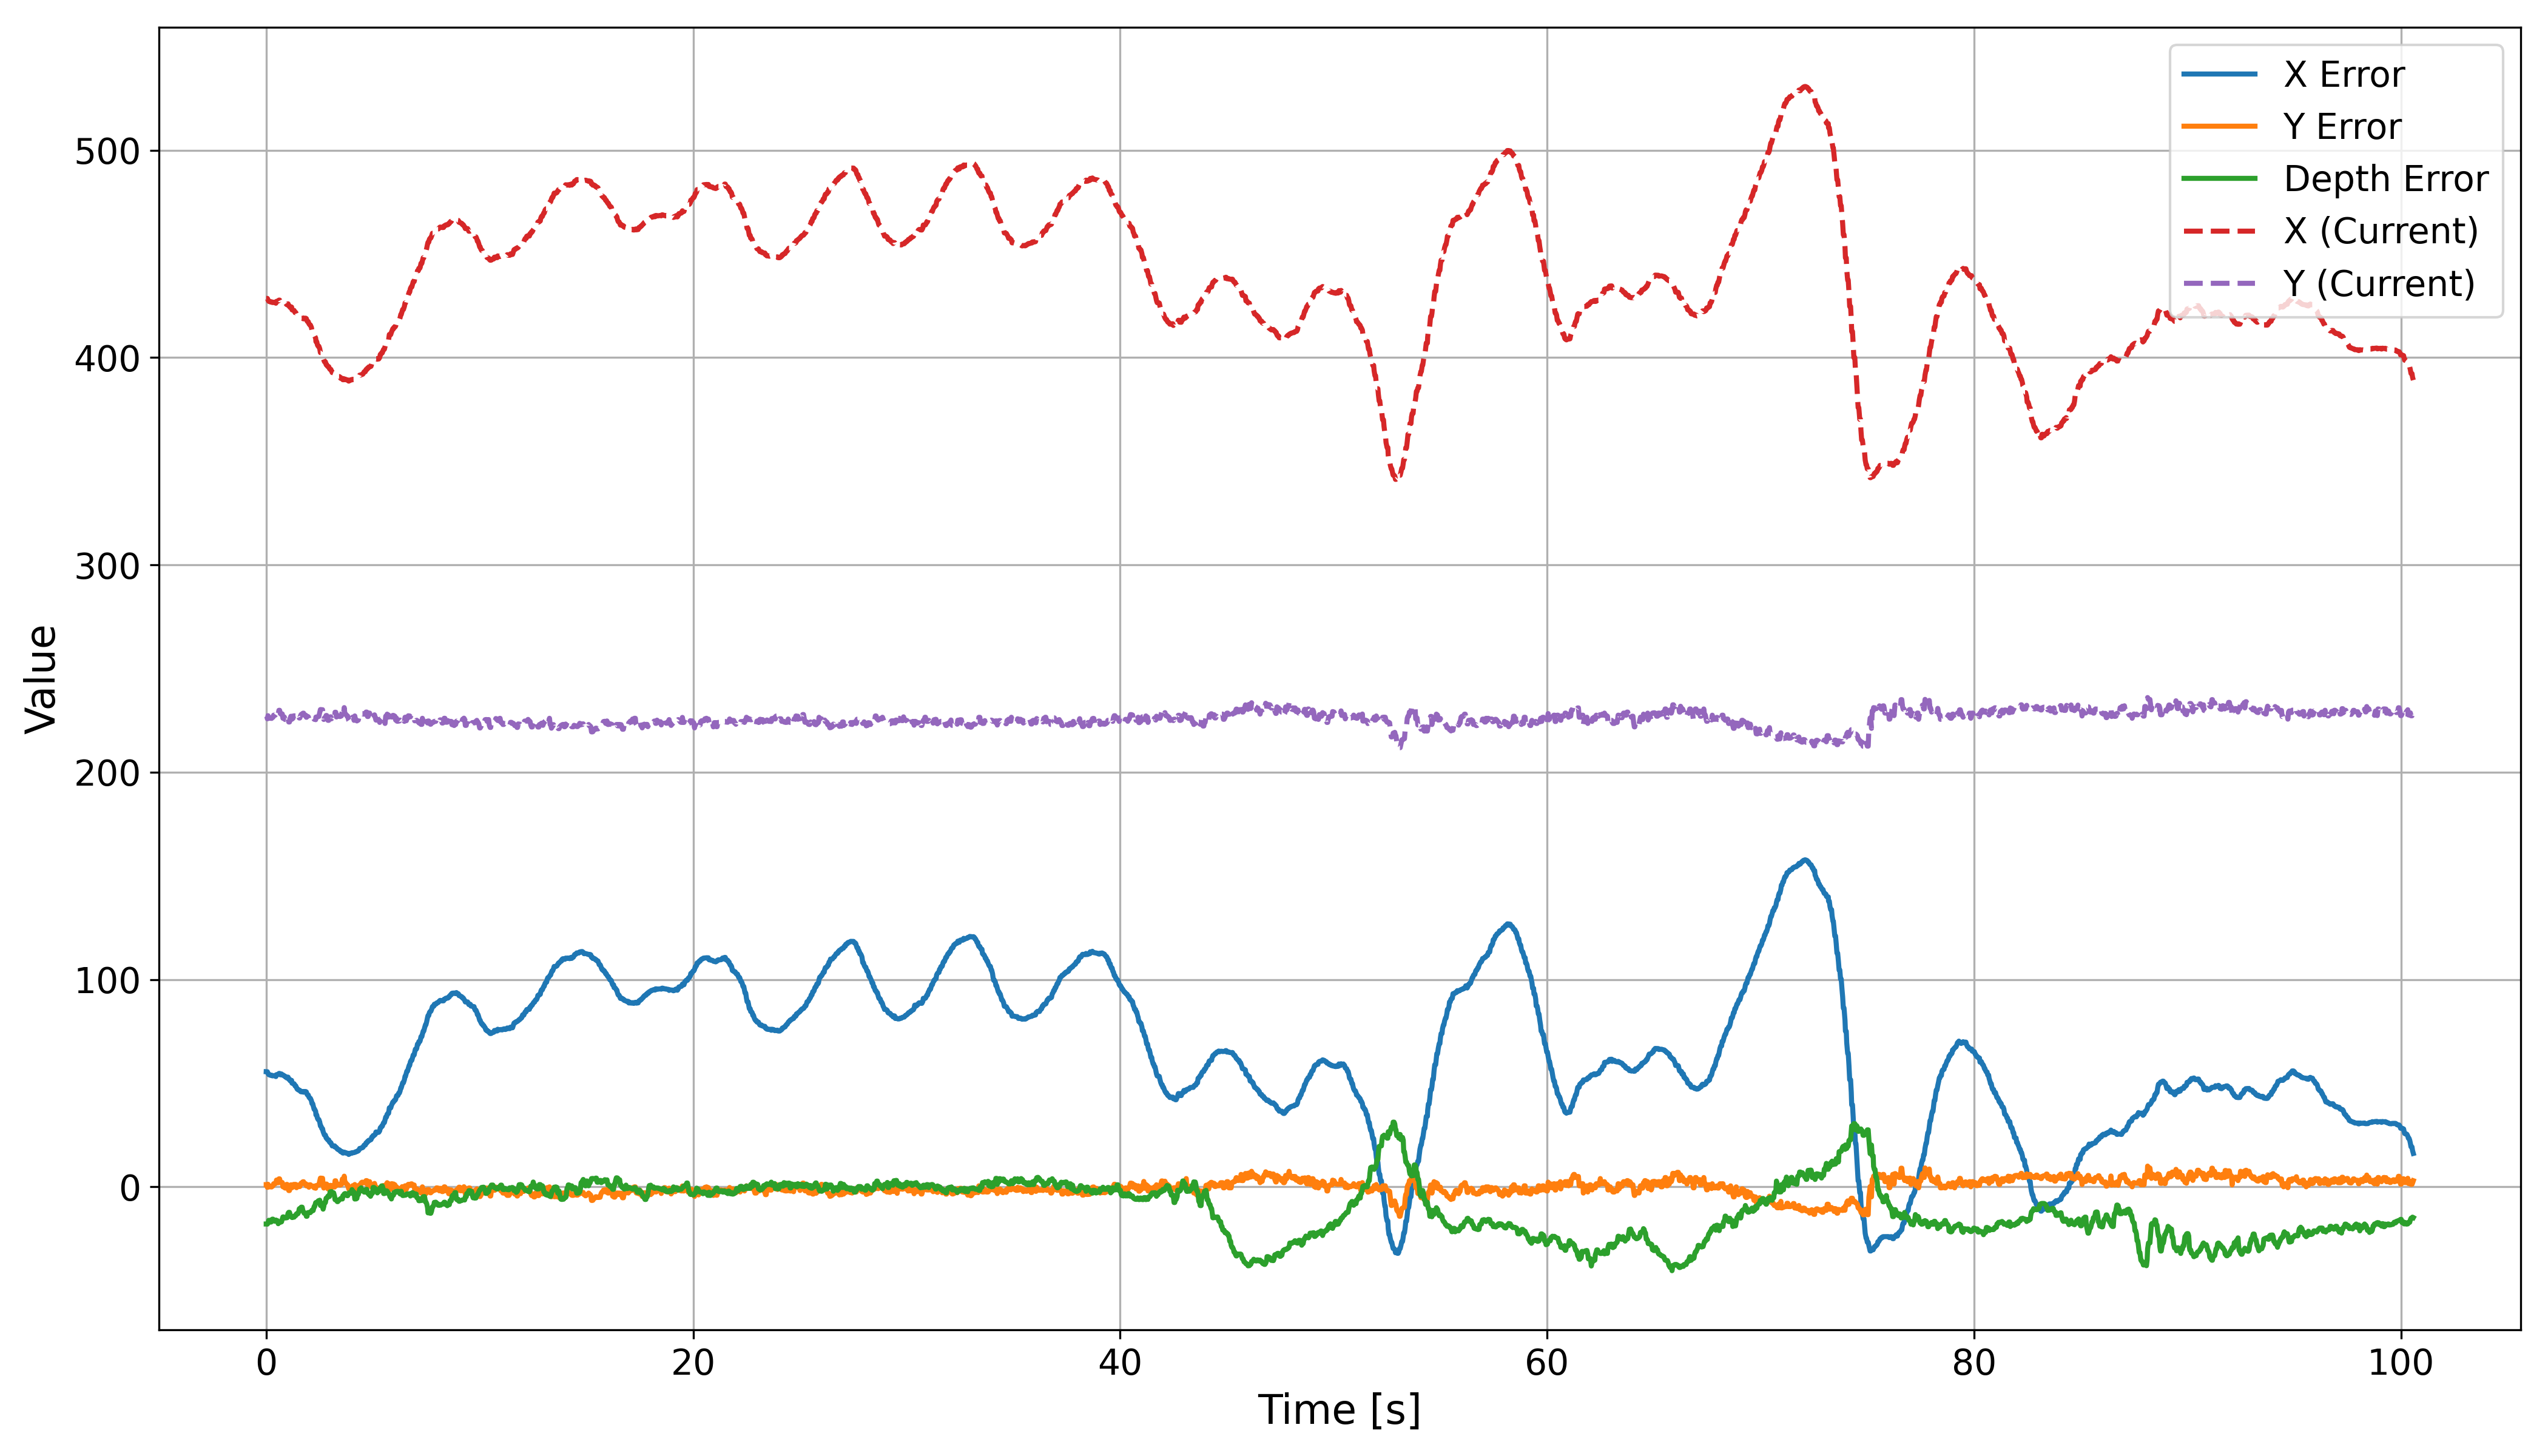 X Error
Y Error
Depth Error
X (Current)
Y (Current)
500
400
300
200
100
0
Value
0 20 40 60 80 100
Time [s]